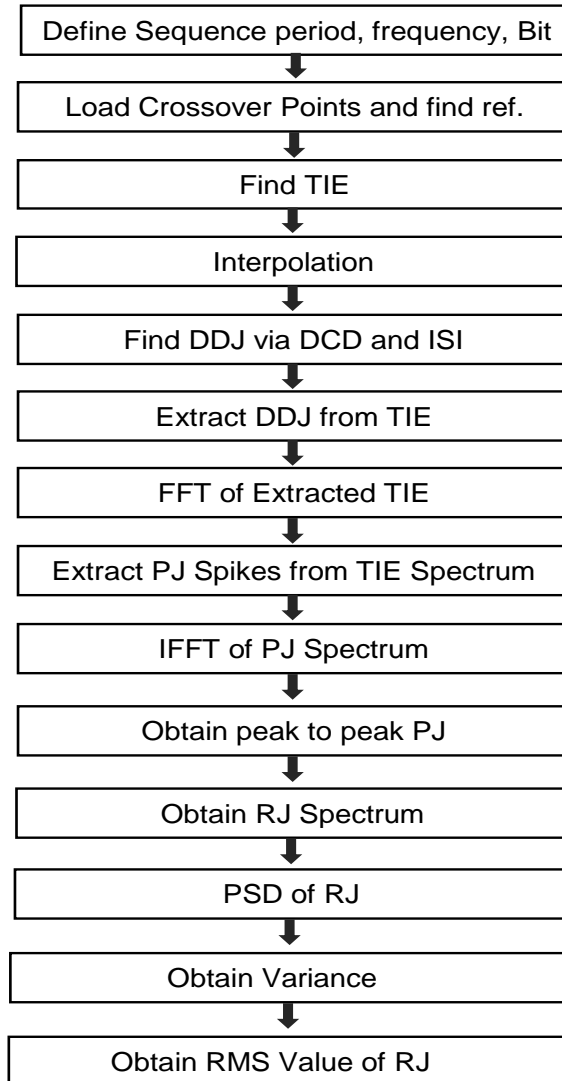 Define Sequence period, frequency, Bit
Load Crossover Points and find ref.
Find TIE
Interpolation
Find DDJ via DCD and ISI
Extract DDJ from TIE
FFT of Extracted TIE
Extract PJ Spikes from TIE Spectrum
IFFT of PJ Spectrum
Obtain peak to peak PJ
Obtain RJ Spectrum
PSD of RJ
Obtain Variance
Obtain RMS Value of RJ